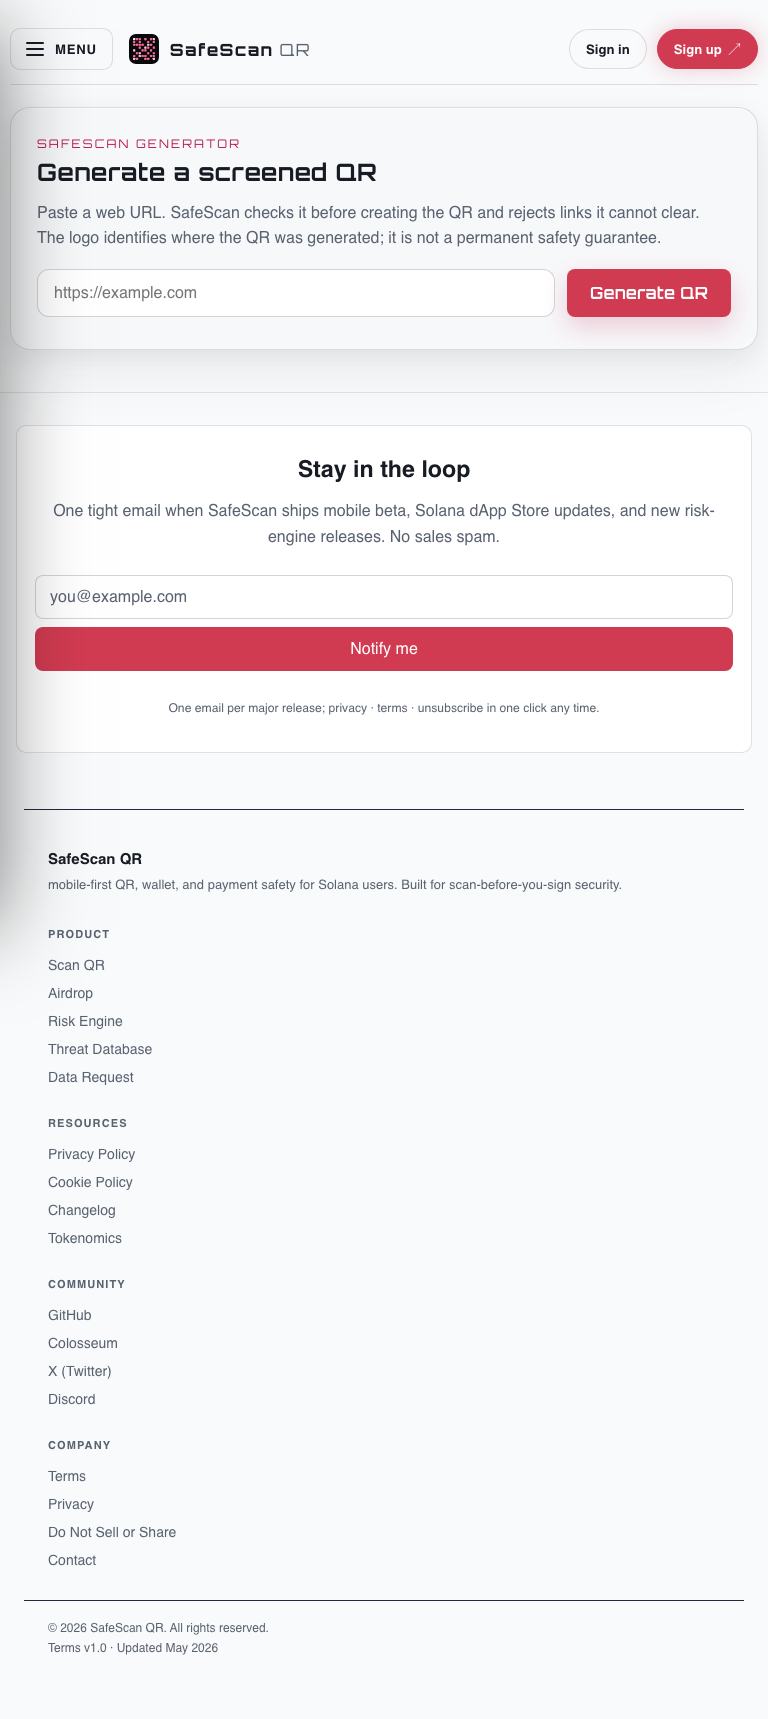 MENU
SafeScan QR
Sign in
Sign up ↗
SAFESCAN GENERATOR
Generate a screened QR
Paste a web URL. SafeScan checks it before creating the QR and rejects links it cannot clear.
The logo identifies where the QR was generated; it is not a permanent safety guarantee.
https://example.com
Generate QR
Stay in the loop
One tight email when SafeScan ships mobile beta, Solana dApp Store updates, and new risk-
engine releases. No sales spam.
you@example.com
Notify me
One email per major release; privacy · terms · unsubscribe in one click any time.
SafeScan QR
mobile-first QR, wallet, and payment safety for Solana users. Built for scan-before-you-sign security.
PRODUCT
Scan QR
Airdrop
Risk Engine
Threat Database
Data Request
RESOURCES
Privacy Policy
Cookie Policy
Changelog
Tokenomics
COMMUNITY
GitHub
Colosseum
X (Twitter)
Discord
COMPANY
Terms
Privacy
Do Not Sell or Share
Contact
© 2026 SafeScan QR. All rights reserved.
Terms v1.0 · Updated May 2026